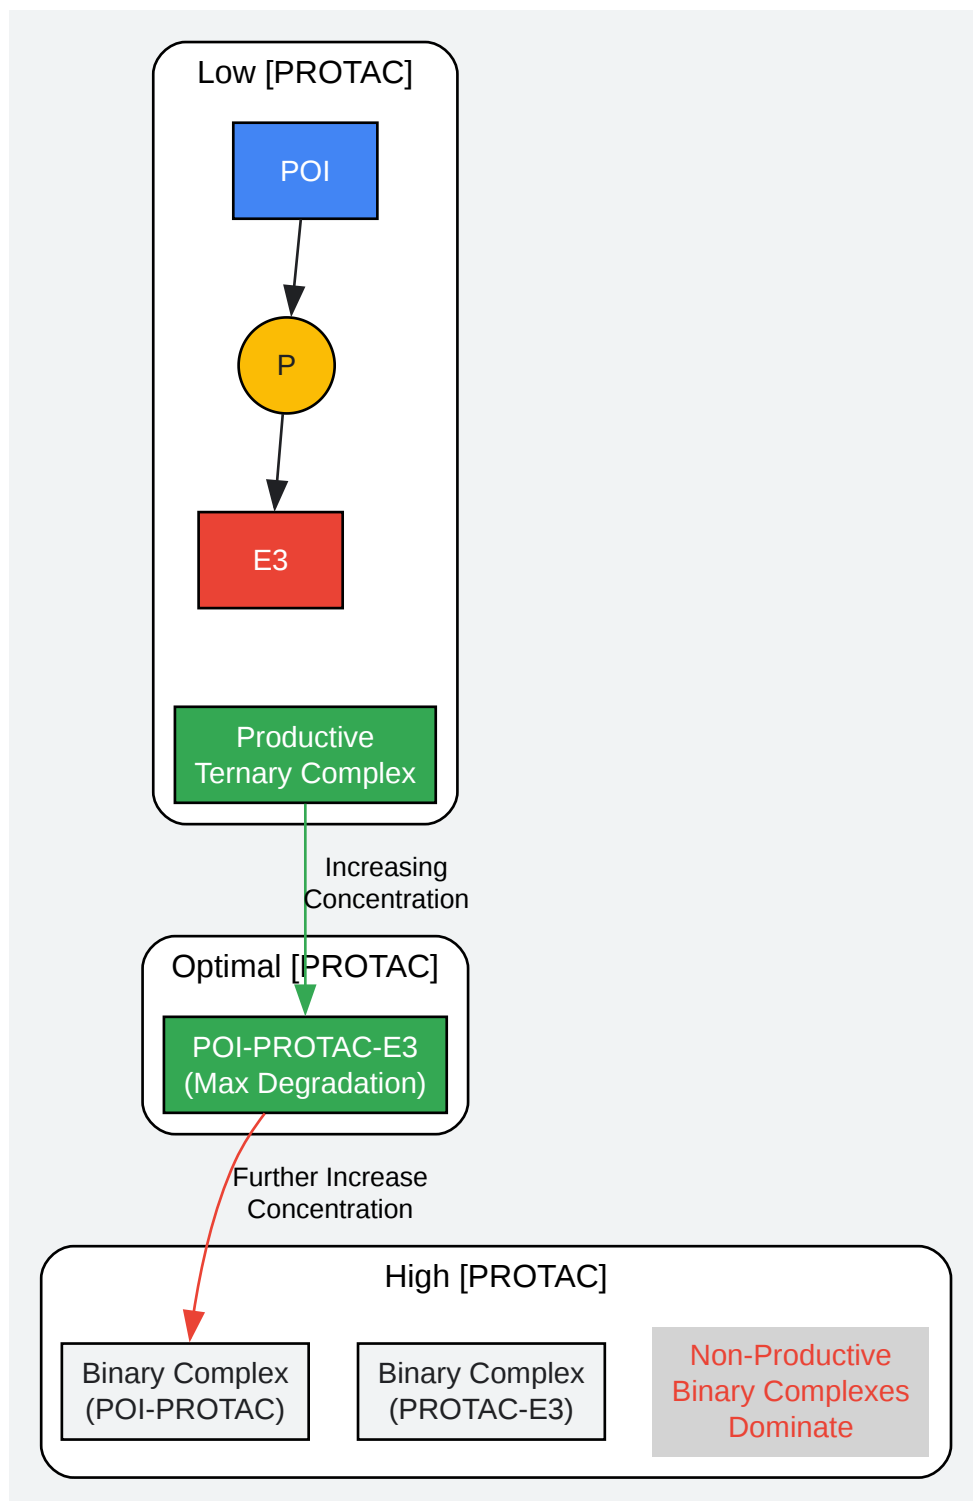 Low [PROTAC]
POI
P
E3
Productive
Ternary Complex
Increasing
Concentration
Optimal [PROTAC]
POI-PROTAC-E3
(Max Degradation)
Further Increase
Concentration
High [PROTAC]
Binary Complex
(POI-PROTAC)
Binary Complex
(PROTAC-E3)
Non-Productive
Binary Complexes
Dominate